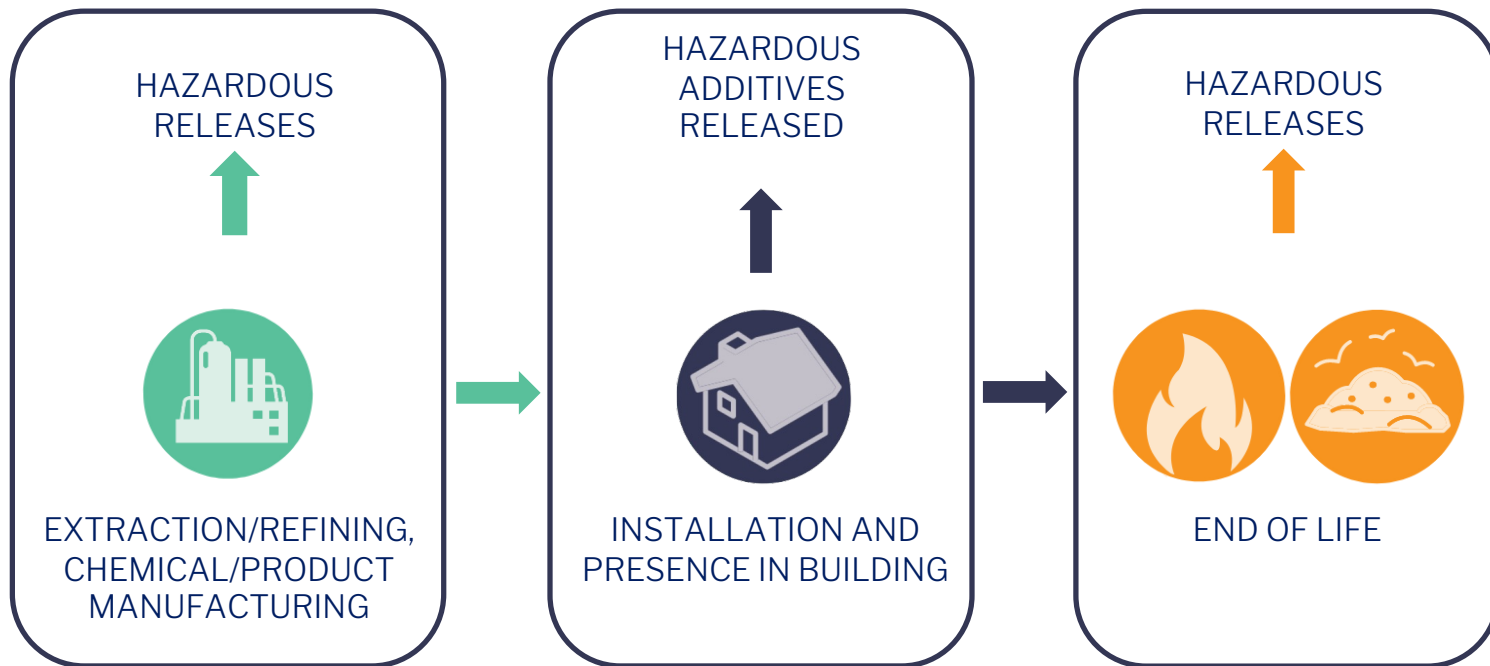 HAZARDOUS
RELEASES
EXTRACTION/REFINING,
CHEMICAL/PRODUCT
MANUFACTURING
HAZARDOUS
ADDITIVES
RELEASED
INSTALLATION AND
PRESENCE IN BUILDING
HAZARDOUS
RELEASES
END OF LIFE